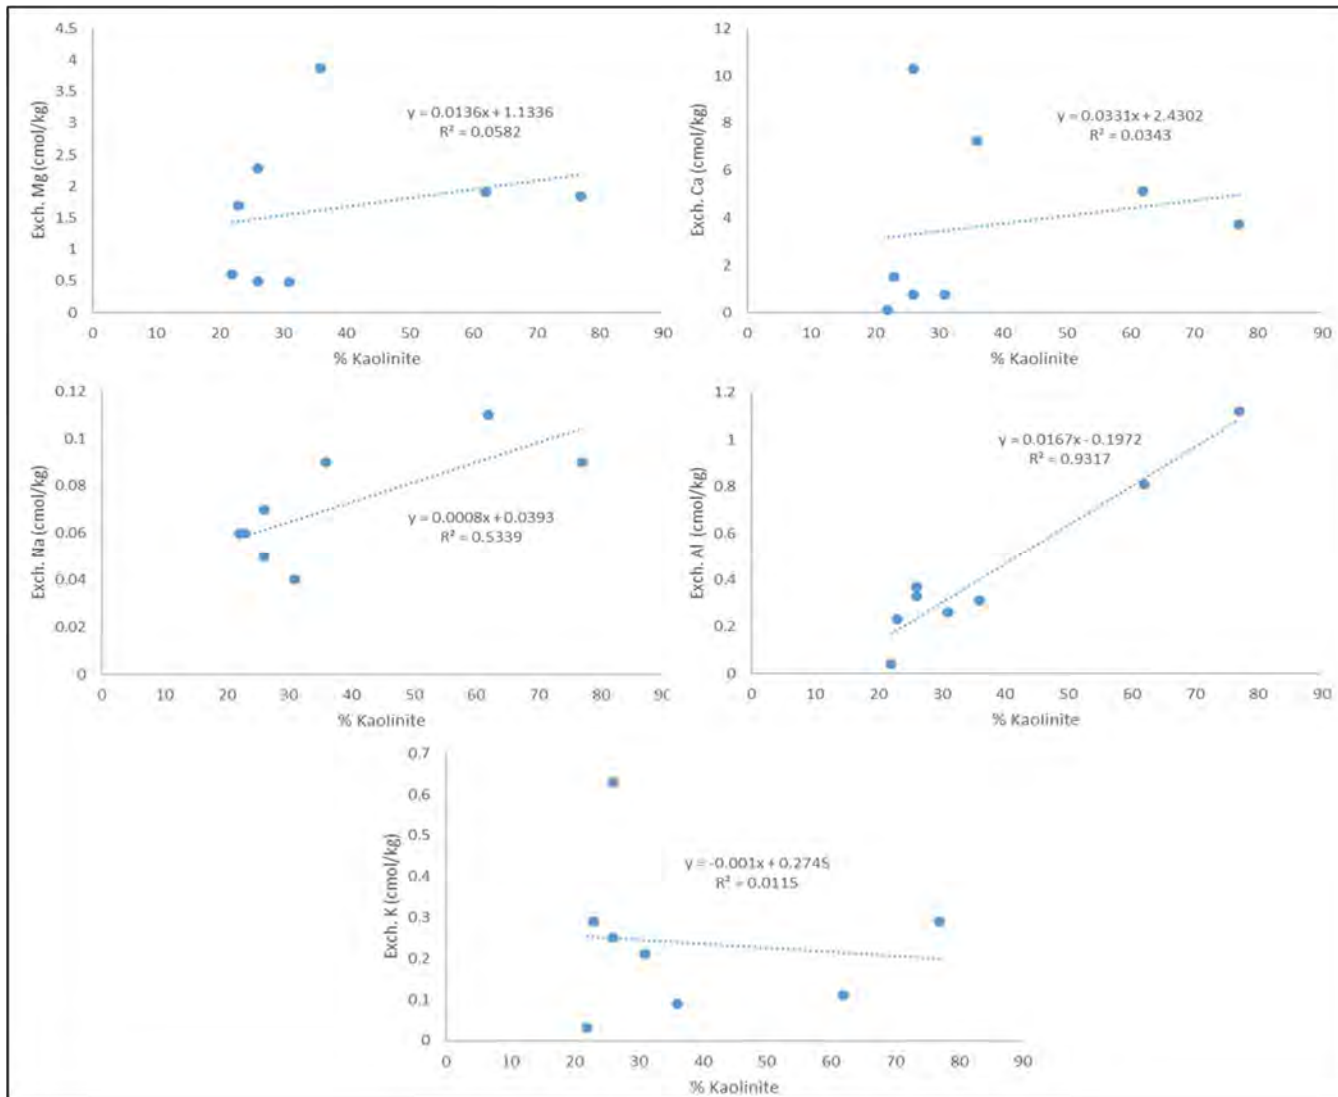 4.5
4
3.5
3
2.5
2
1.5
1
0.5
0
0 10 20 30 40 50 60 70 80 90
Exch. Mg (cmol/kg)
% Kaolinite
y = 0.0136x + 1.1336
R² = 0.0582
12
10
8
6
4
2
0
0 10 20 30 40 50 60 70 80 90
Exch. Ca (cmol/kg)
% Kaolinite
y = 0.0331x + 2.4302
R² = 0.0343
0.12
0.1
0.08
0.06
0.04
0.02
0
0 10 20 30 40 50 60 70 80 90
Exch. Na (cmol/kg)
% Kaolinite
y = 0.0008x + 0.0393
R² = 0.5339
1.2
1
0.8
0.6
0.4
0.2
0
0 10 20 30 40 50 60 70 80 90
Exch. Al (cmol/kg)
% Kaolinite
y = 0.0167x - 0.1972
R² = 0.9317
0.7
0.6
0.5
0.4
0.3
0.2
0.1
0
0 10 20 30 40 50 60 70 80 90
Exch. K (cmol/kg)
% Kaolinite
y = -0.001x + 0.2745
R² = 0.0115